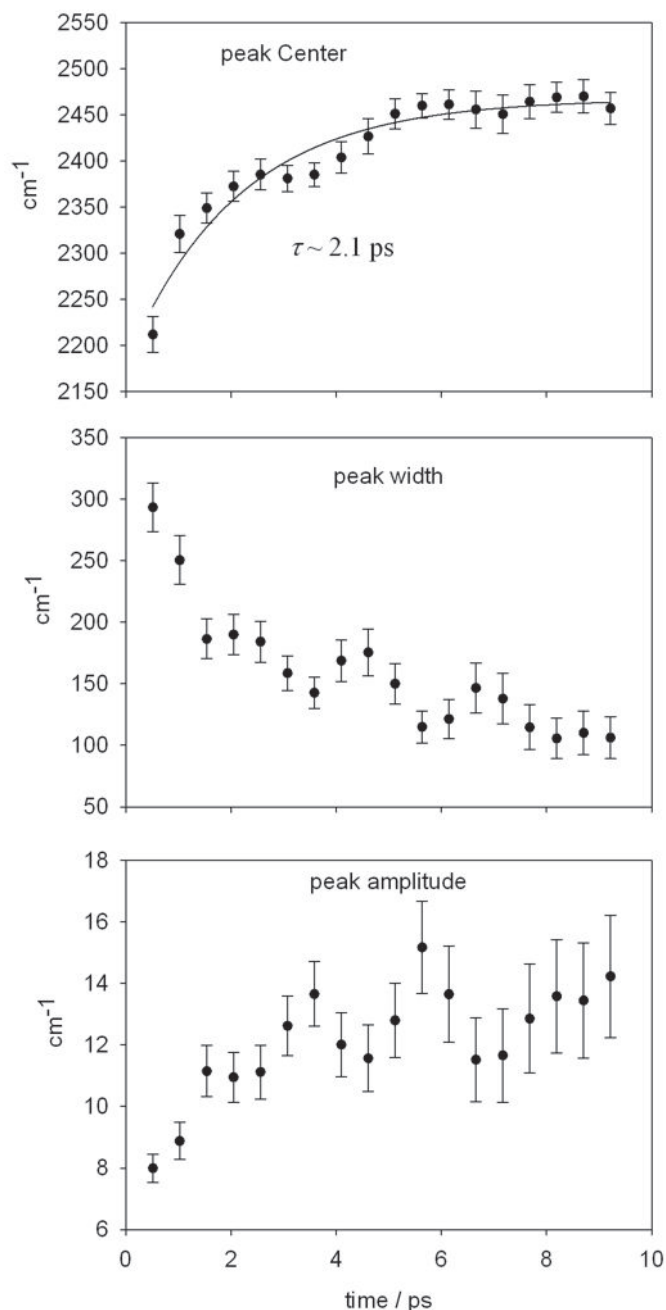 peak Center
2550
2500
2450
2400
2350
2300
2250
2200
2150
cm-1
τ ~ 2.1 ps
peak width
350
300
250
200
150
100
50
cm-1
peak amplitude
18
16
14
12
10
8
6
cm-1
0 2 4 6 8 10
time / ps